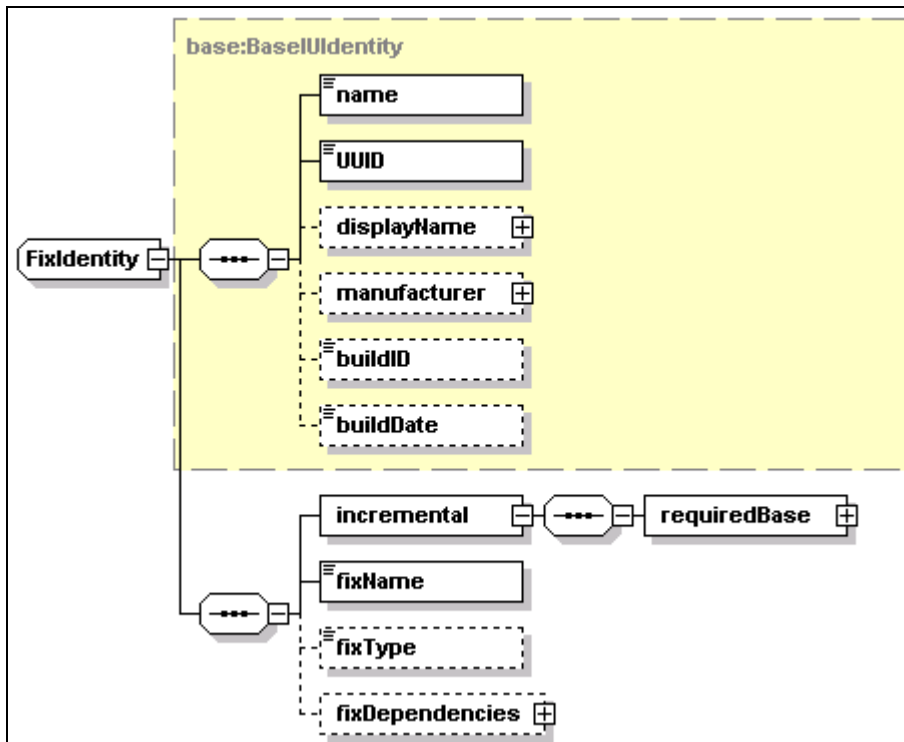 base:BaseIUIdentity
name
UUID
displayName
manufacturer
buildID
buildDate
FixIdentity
incremental
requiredBase
fixName
fixType
fixDependencies